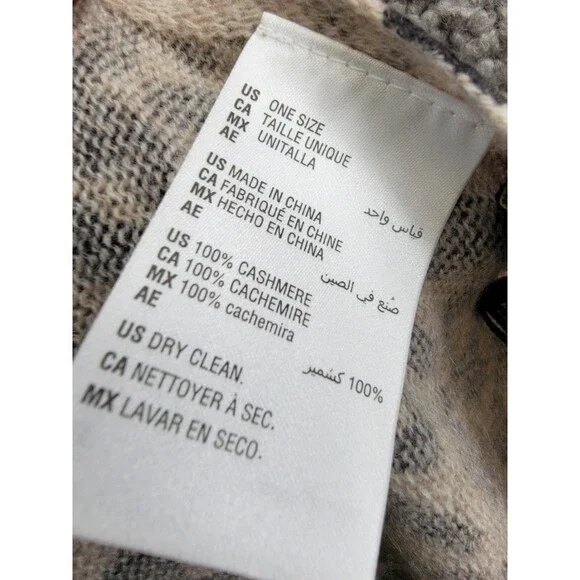 US ONE SIZE
CA TAILLE UNIQUE
MX UNITALLA
AE قياس واحد
US MADE IN CHINA
CA FABRIQUÉ EN CHINE
MX HECHO EN CHINA
AE صُنع في الصين
US 100% CASHMERE
CA 100% CACHEMIRE
MX 100% cachemira
AE 100% كشمير
US DRY CLEAN.
CA NETTOYER À SEC.
MX LAVAR EN SECO.